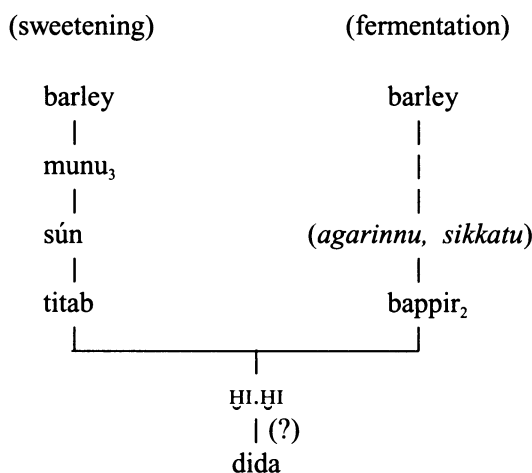 (sweetening) (fermentation)
barley barley
munu₃
sún (agarinnu, sikkatu)
titab bappir₂
ḪI.ḪI
(?)
dida